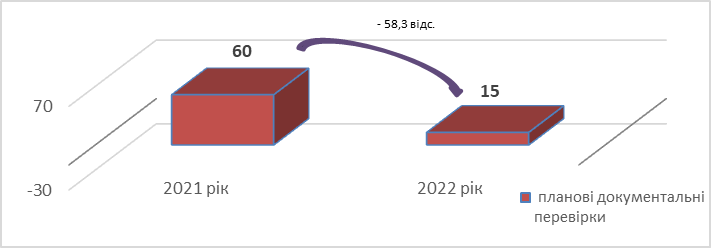 - 58,3 відс.
60
15
70
-30
2021 рік
2022 рік
планові документальні
перевірки